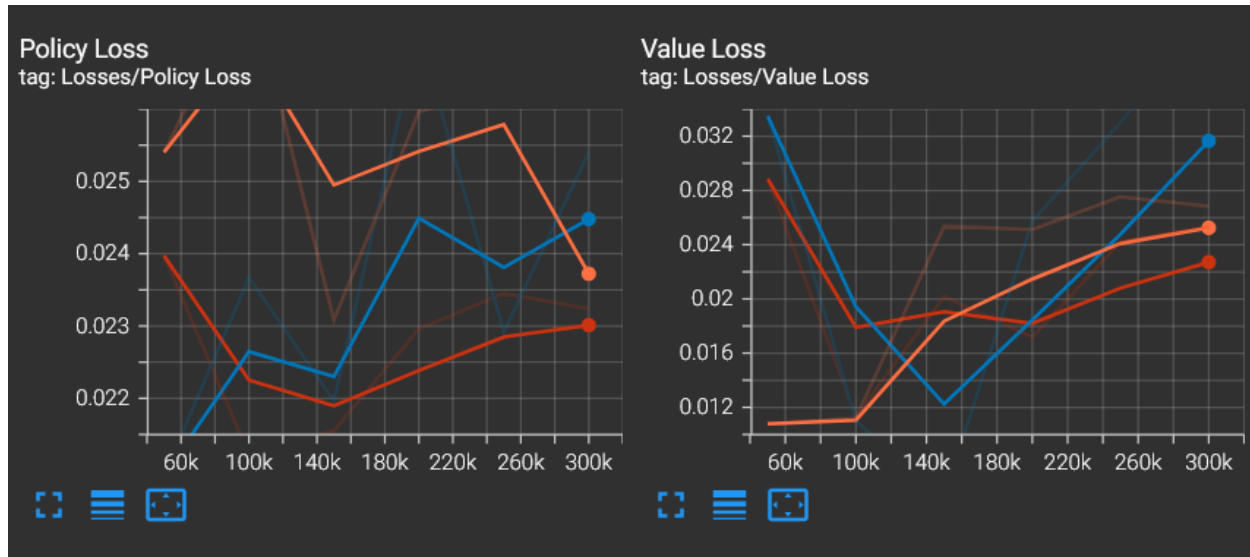 Policy Loss
tag: Losses/Policy Loss
0.025
0.024
0.023
0.022
60k 100k 140k 180k 220k 260k 300k
Value Loss
tag: Losses/Value Loss
0.032
0.028
0.024
0.02
0.016
0.012
60k 100k 140k 180k 220k 260k 300k